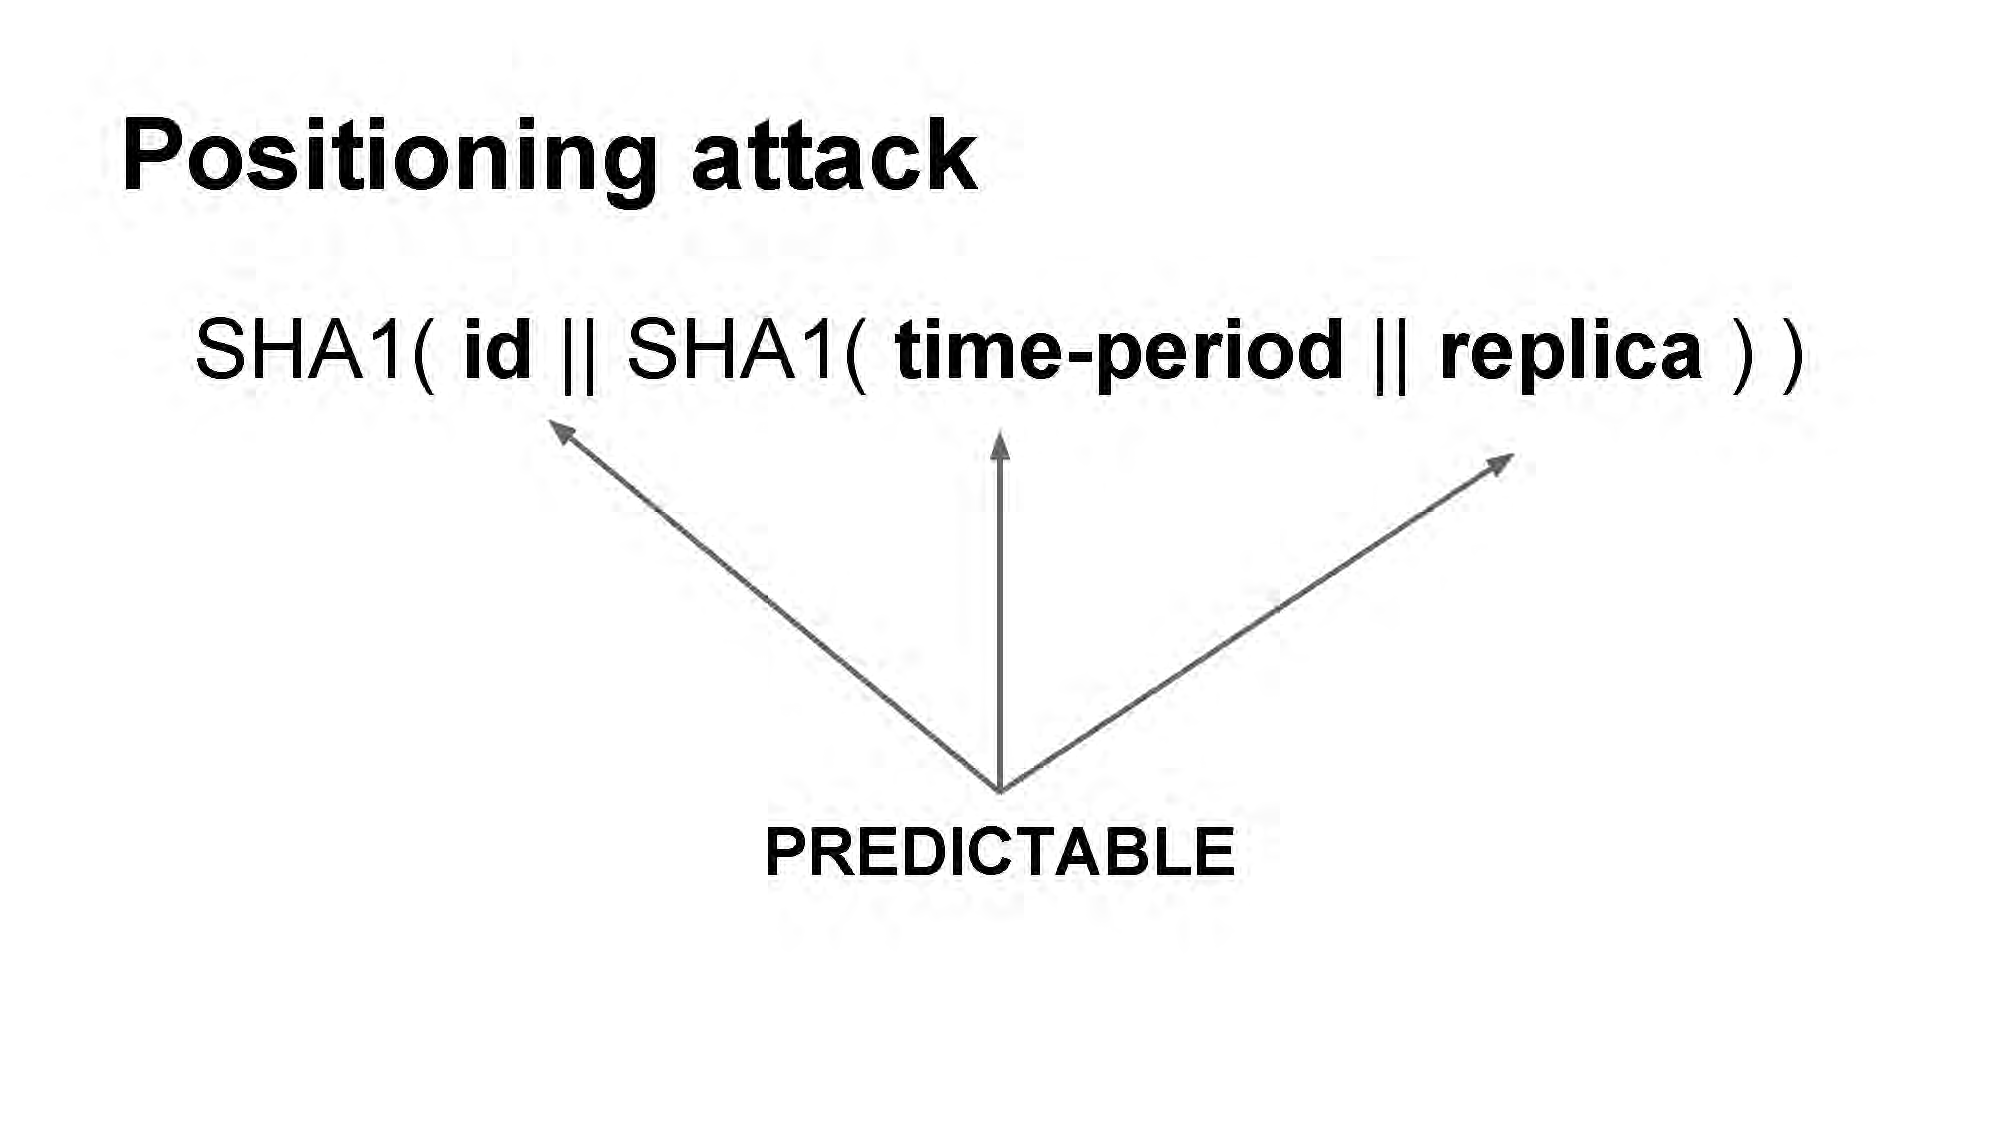 Positioning attack
SHA1( id || SHA1( time-period || replica ) )
PREDICTABLE